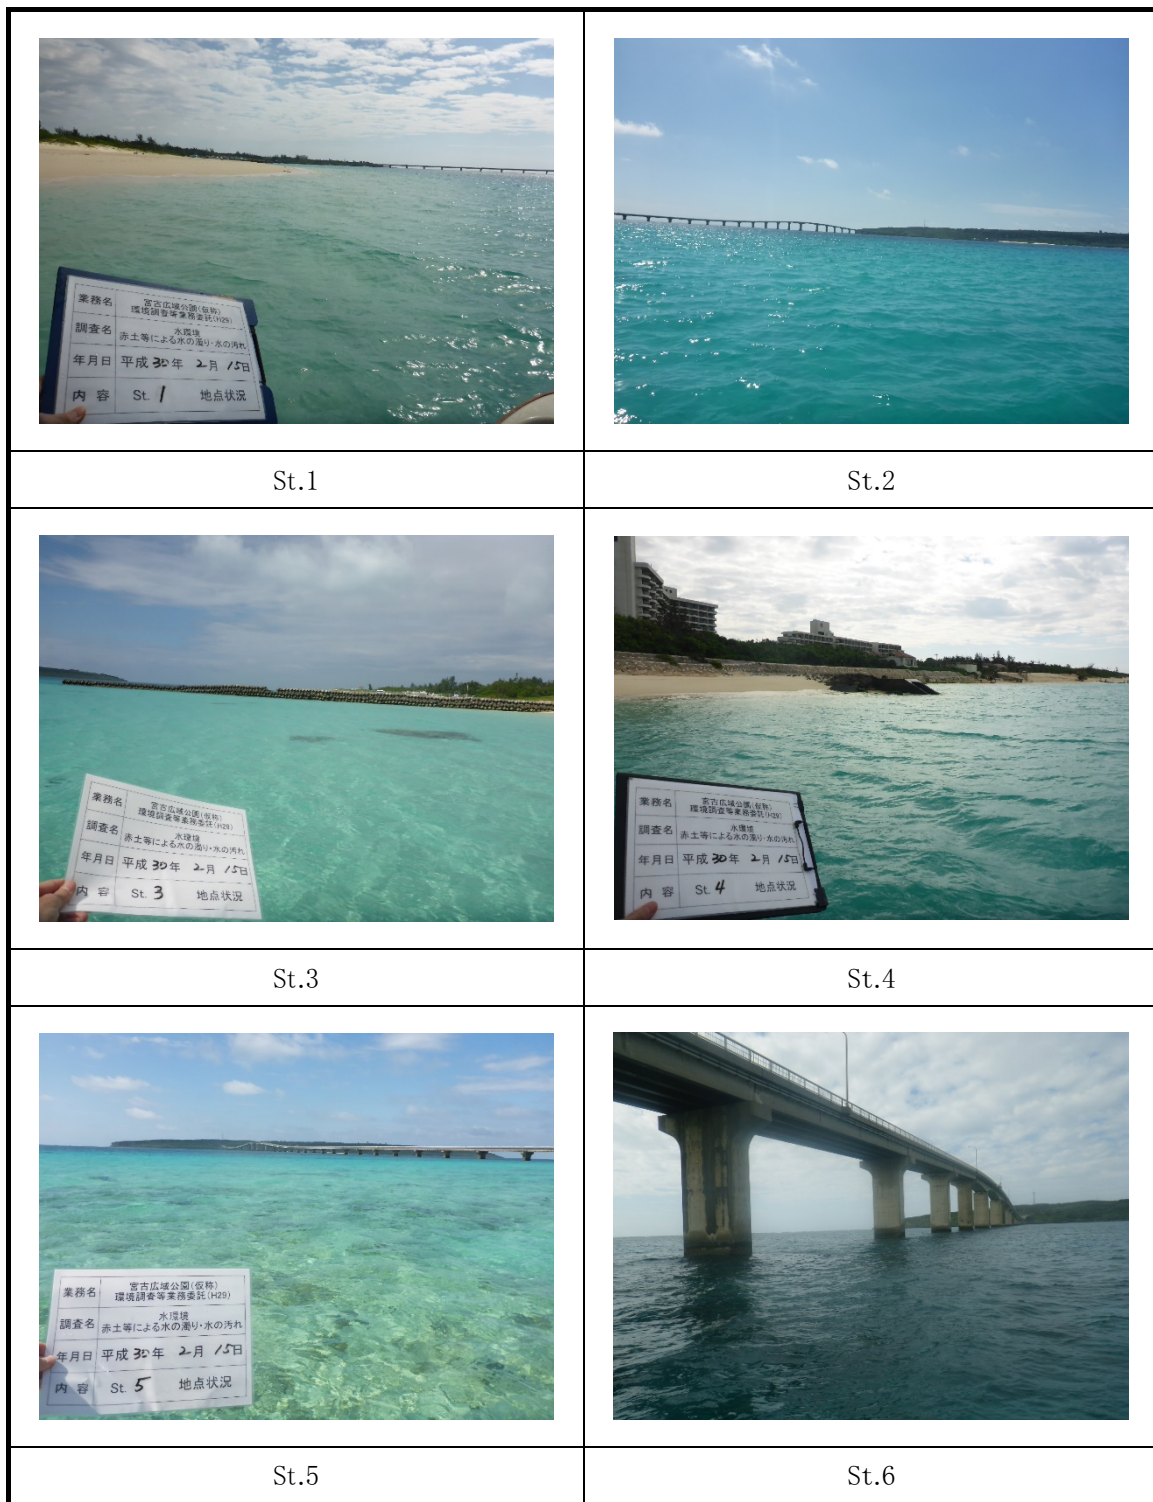 業務名 宮古広域公園(仮称)
環境調査等業務委託(H29)
調査名 水環境
赤土等による水の濁り・水の汚れ
年月日 平成30年 2月 15日
内 容 St. 1 地点状況
St.1
St.2
業務名 宮古広域公園(仮称)
環境調査等業務委託(H29)
調査名 水環境
赤土等による水の濁り・水の汚れ
年月日 平成30年 2月 15日
内 容 St. 3 地点状況
業務名 宮古広域公園(仮称)
環境調査等業務委託(H29)
調査名 水環境
赤土等による水の濁り・水の汚れ
年月日 平成30年 2月 15日
内 容 St. 4 地点状況
St.3
St.4
業務名 宮古広域公園(仮称)
環境調査等業務委託(H29)
調査名 水環境
赤土等による水の濁り・水の汚れ
年月日 平成30年 2月 15日
内 容 St. 5 地点状況
St.5
St.6